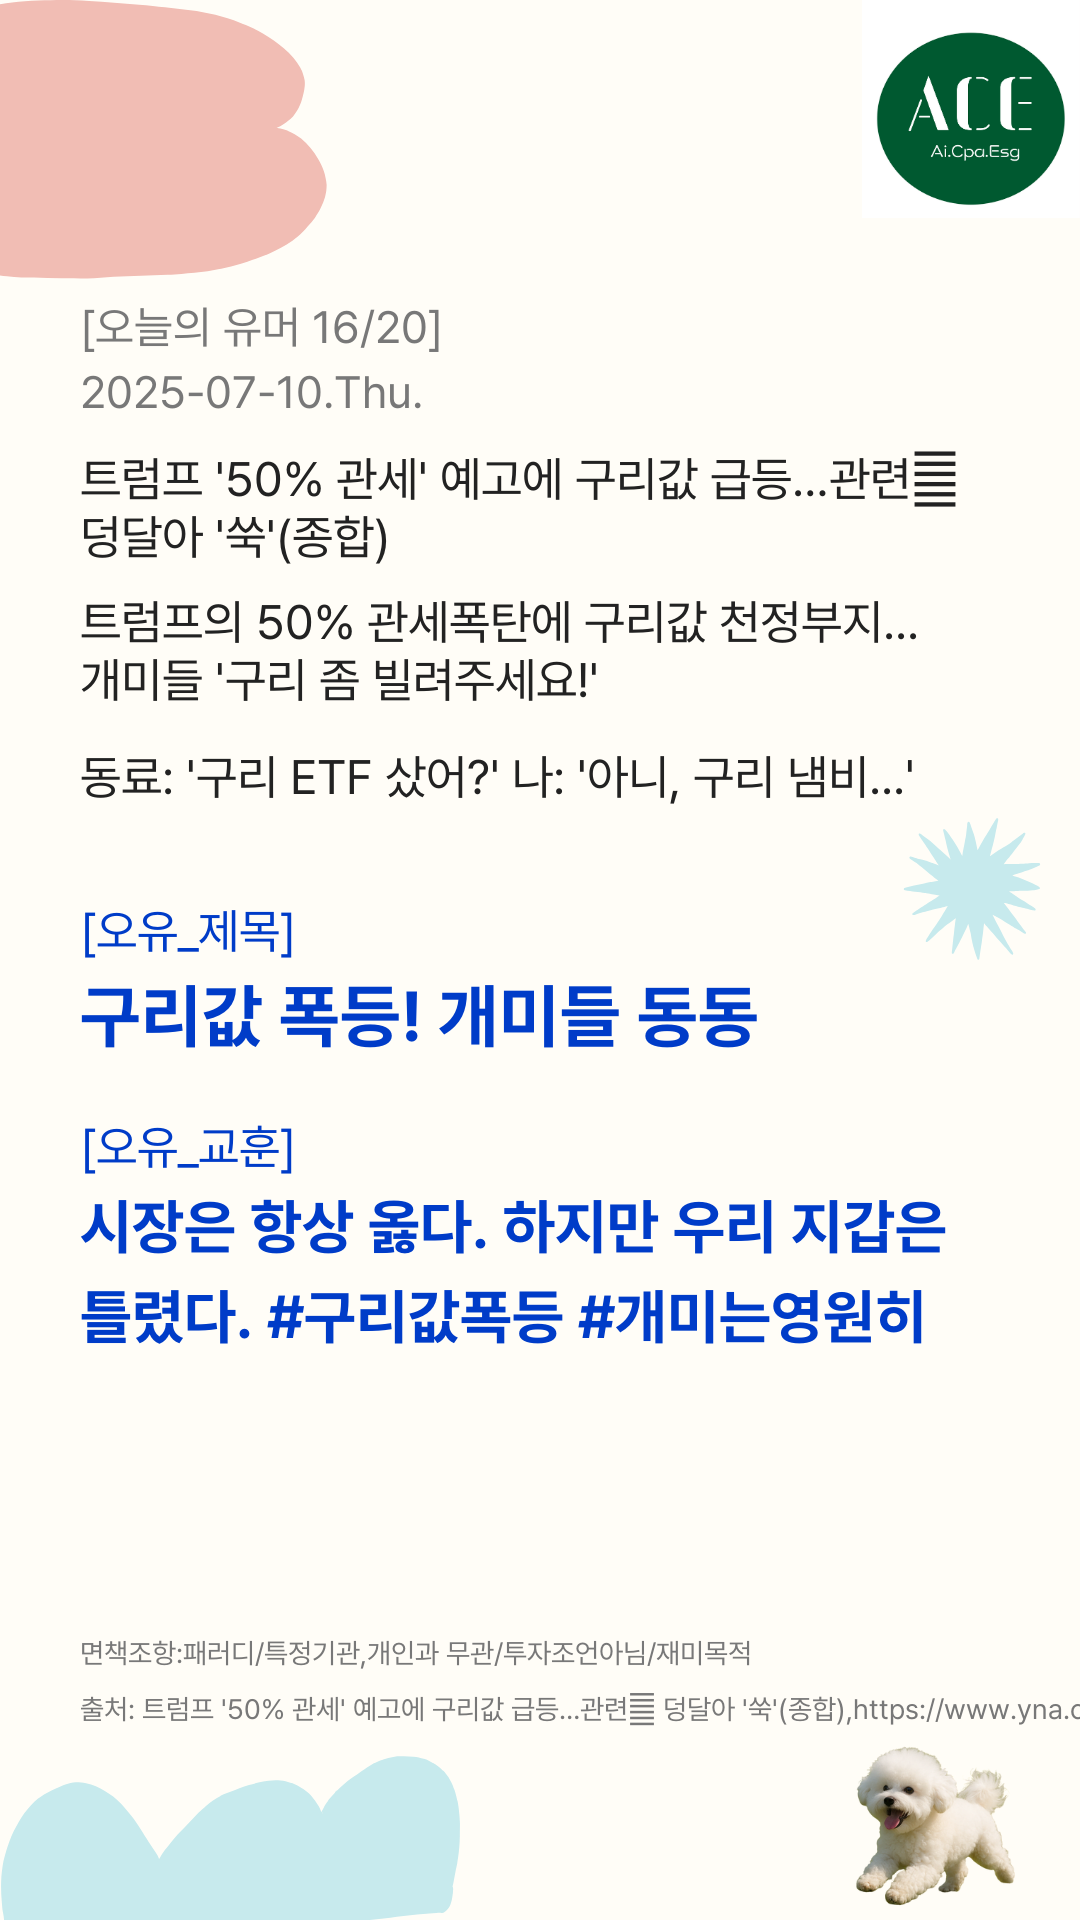 ACE
Ai.Cpa.Esg
[오늘의 유머 16/20]
2025-07-10.Thu.
트럼프 '50% 관세' 예고에 구리값 급등…관련
덩달아 '쑥'(종합)
트럼프의 50% 관세폭탄에 구리값 천정부지...
개미들 '구리 좀 빌려주세요!'
동료: '구리 ETF 샀어?' 나: '아니, 구리 냄비...'
[오유_제목]
구리값 폭등! 개미들 동동
[오유_교훈]
시장은 항상 옳다. 하지만 우리 지갑은
틀렸다. #구리값폭등 #개미는영원히
면책조항:패러디/특정기관,개인과 무관/투자조언아님/재미목적
출처: 트럼프 '50% 관세' 예고에 구리값 급등…관련 덩달아 '쑥'(종합),https://www.yna.c